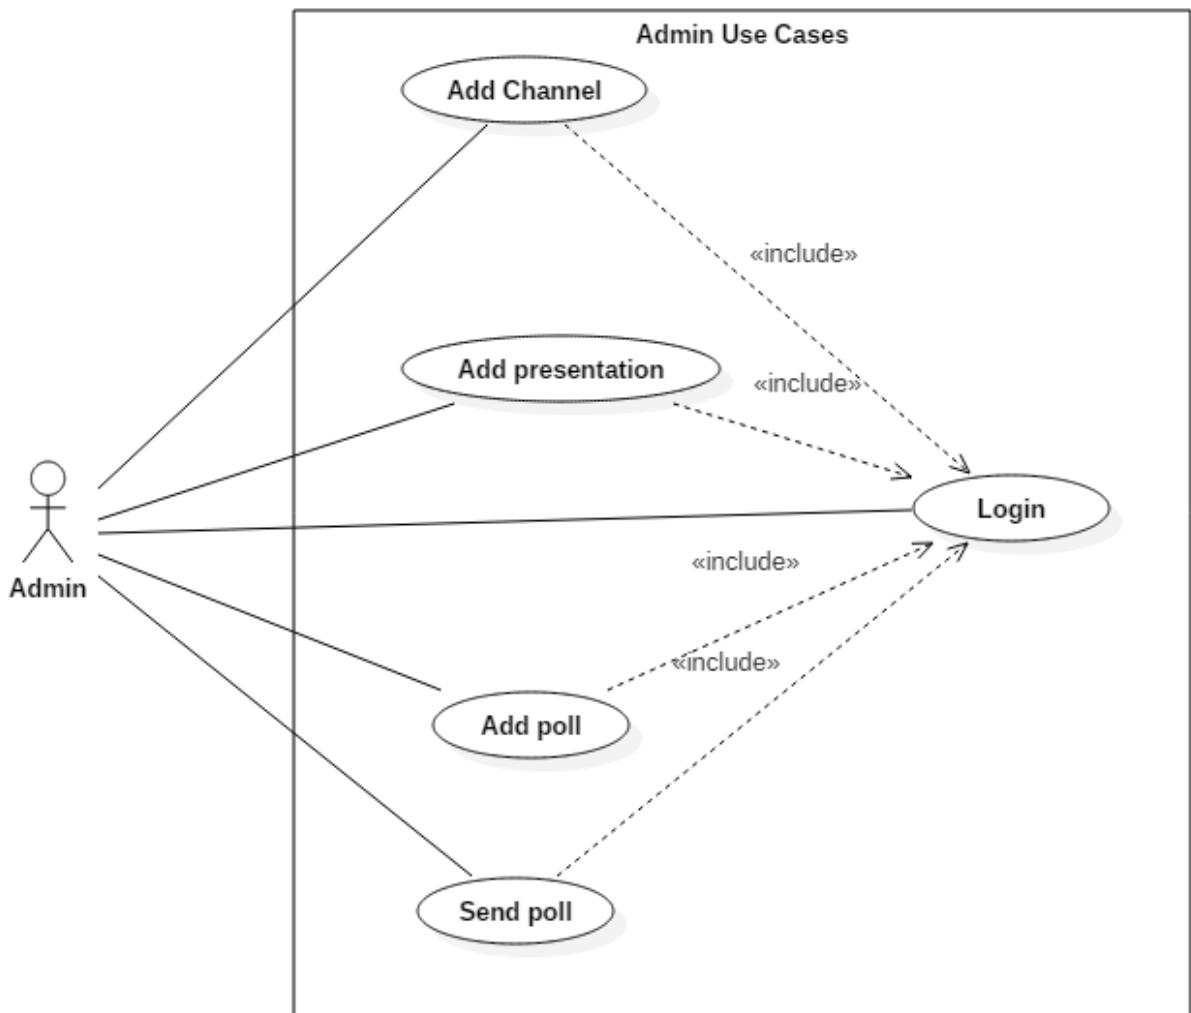 Admin Use Cases
Add Channel
«include»
Add presentation
«include»
Login
Admin
«include»
«include»
Add poll
Send poll